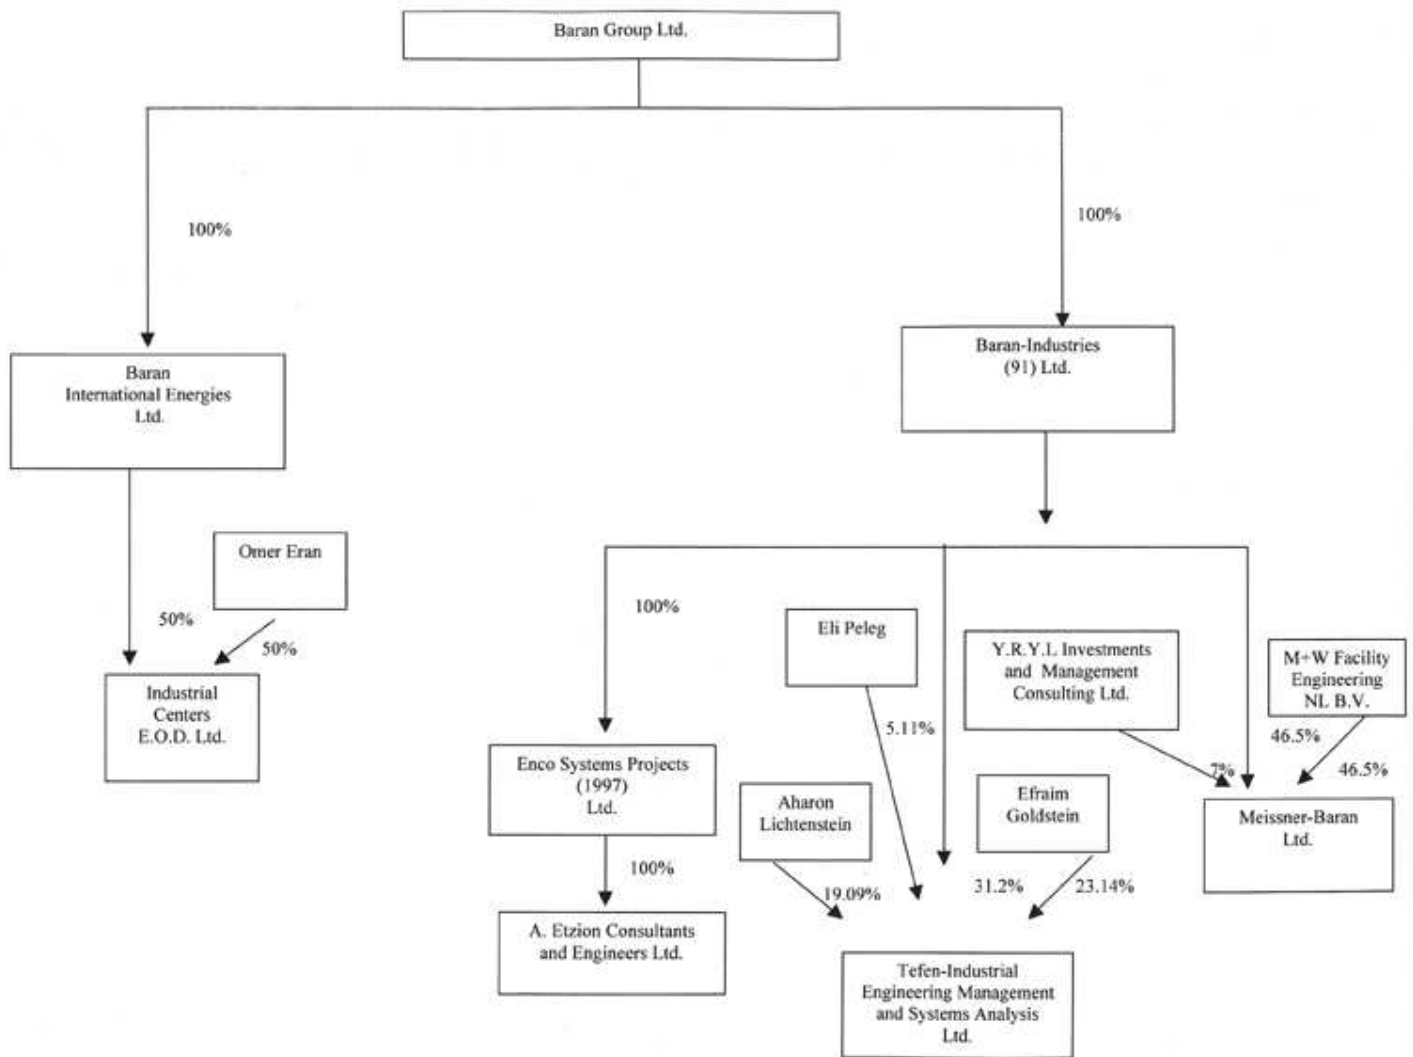 Baran Group Ltd.
100%
100%
Baran-Industries
(91) Ltd.
Baran
International Energies
Ltd.
Omer Eran
50%
50%
100%
Eli Peleg
Y.R.Y.L Investments
and Management
Consulting Ltd.
M+W Facility
Engineering
NL B.V.
Industrial
Centers
E.O.D. Ltd.
5.11%
46.5%
7%
46.5%
Enco Systems Projects
(1997)
Ltd.
Aharon
Lichtenstein
Efraim
Goldstein
Meissner-Baran
Ltd.
100%
19.09%
31.2%
23.14%
A. Etzion Consultants
and Engineers Ltd.
Tefen-Industrial
Engineering Management
and Systems Analysis
Ltd.